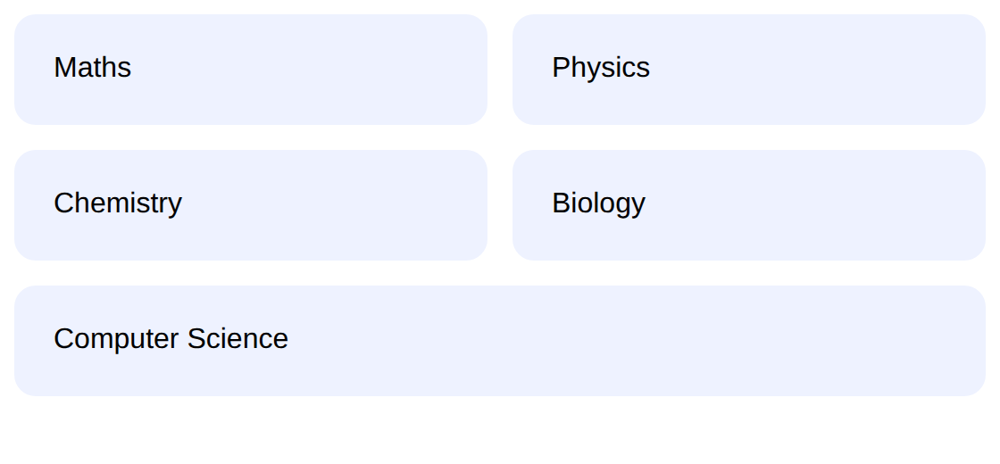 Maths
Physics
Chemistry
Biology
Computer Science